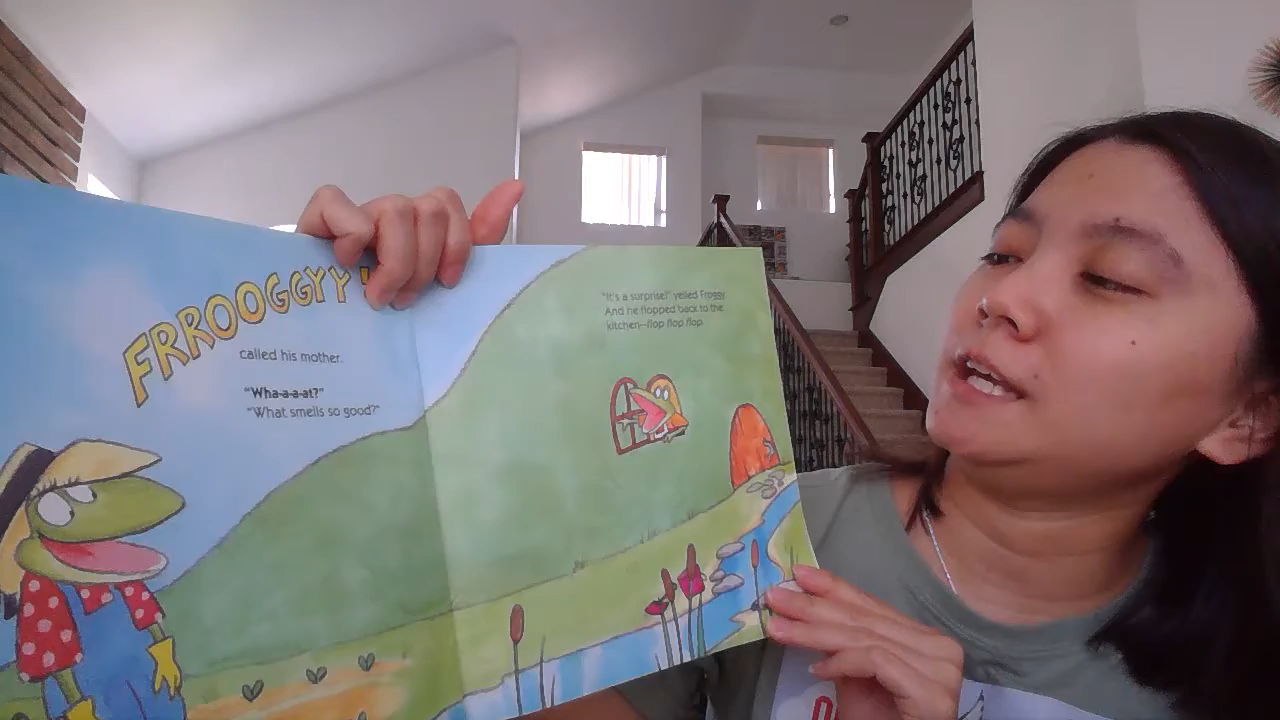 FRROOGGYY!
called his mother.
"Wha-a-a-at?"
"What smells so good?"
"It's a surprise!" yelled Froggy.
And he flopped back to the
kitchen—flop flop flop.